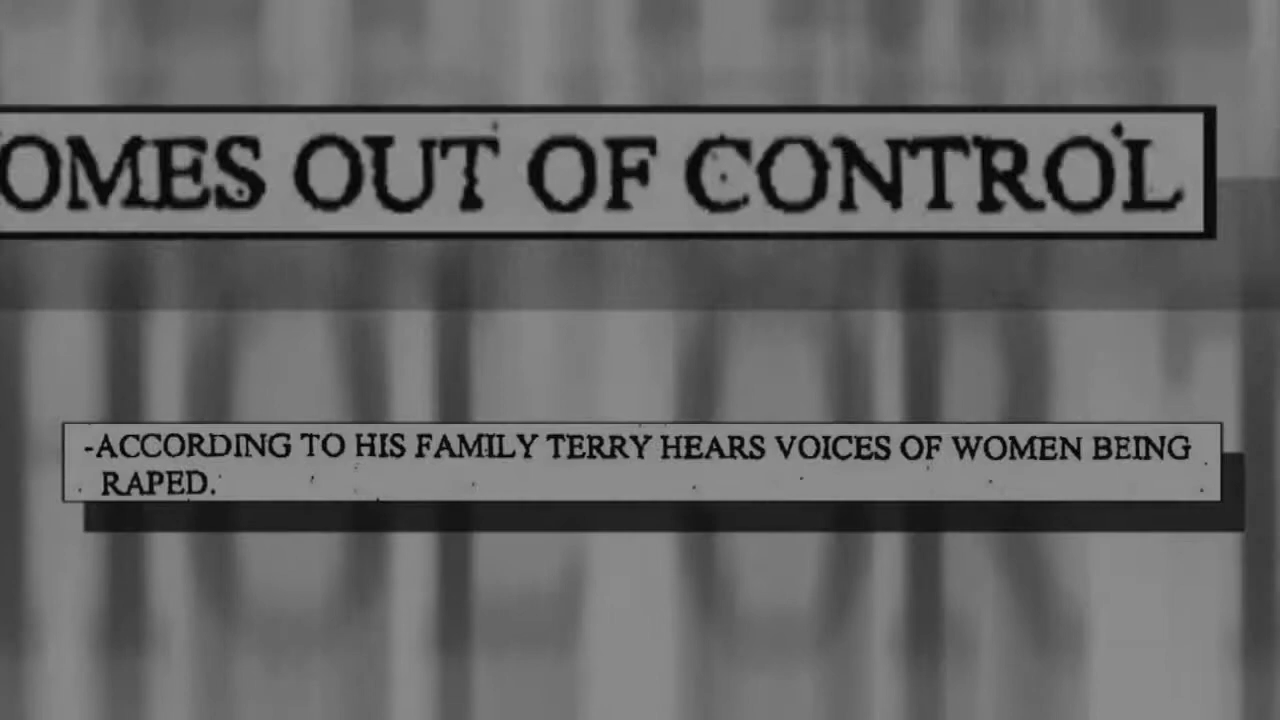 OMES OUT OF CONTROL
-ACCORDING TO HIS FAMILY TERRY HEARS VOICES OF WOMEN BEING
RAPED.